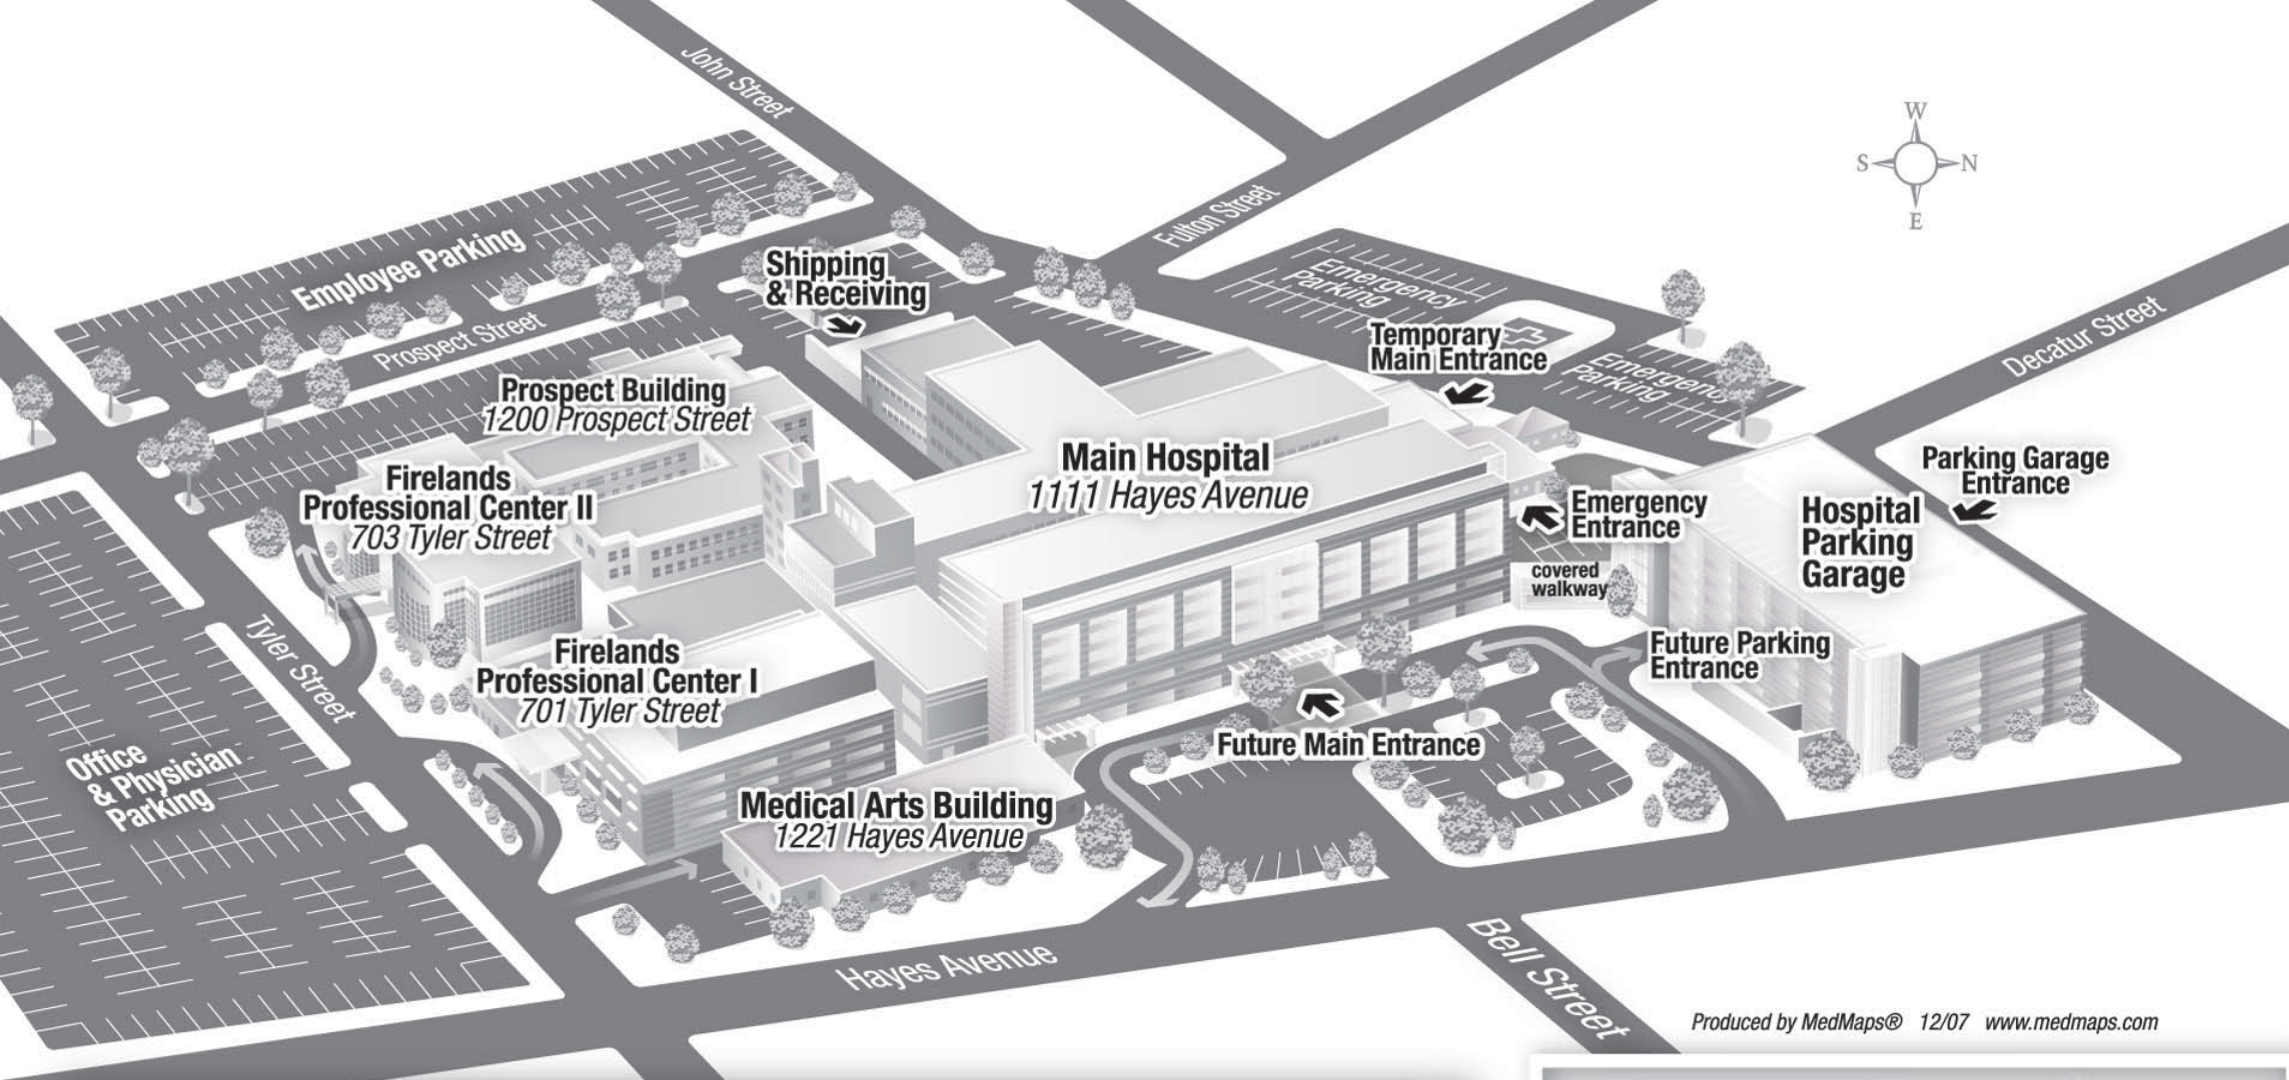 John Street
W
S
N
E
Fulton Street
Employee Parking
Shipping
& Receiving
Emergency
Parking
Temporary
Main Entrance
Emergency
Parking
Decatur Street
Prospect Street
Prospect Building
1200 Prospect Street
Main Hospital
1111 Hayes Avenue
Parking Garage
Entrance
Firelands
Professional Center II
703 Tyler Street
Emergency
Entrance
Hospital
Parking
Garage
covered
walkway
Tyler Street
Firelands
Professional Center I
701 Tyler Street
Future Parking
Entrance
Future Main Entrance
Office
& Physician
Parking
Medical Arts Building
1221 Hayes Avenue
Hayes Avenue
Bell Street
Produced by MedMaps® 12/07 www.medmaps.com